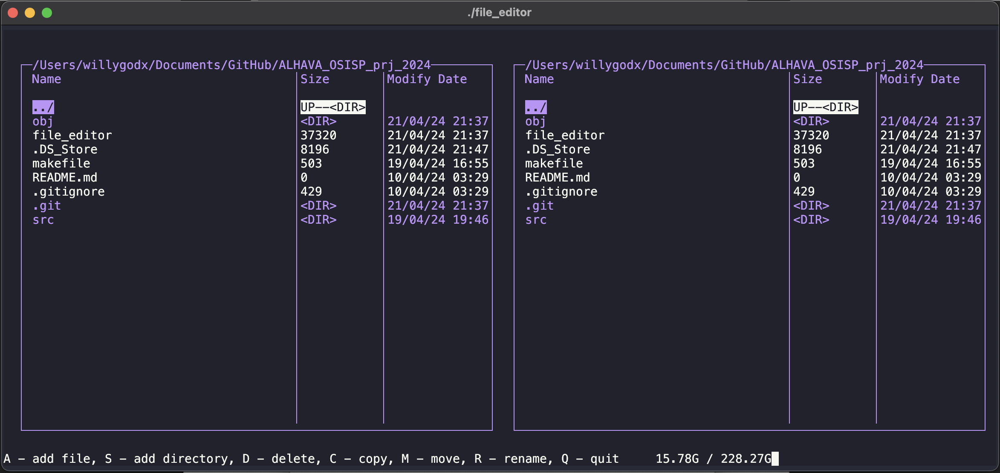 ./file_editor
/Users/willygodx/Documents/GitHub/ALHAVA_OSISP_prj_2024
Name Size Modify Date
../ UP--<DIR>
obj <DIR> 21/04/24 21:37
file_editor 37320 21/04/24 21:37
.DS_Store 8196 21/04/24 21:47
makefile 503 19/04/24 16:55
README.md 0 10/04/24 03:29
.gitignore 429 10/04/24 03:29
.git <DIR> 21/04/24 21:37
src <DIR> 19/04/24 19:46
/Users/willygodx/Documents/GitHub/ALHAVA_OSISP_prj_2024
Name Size Modify Date
../ UP--<DIR>
obj <DIR> 21/04/24 21:37
file_editor 37320 21/04/24 21:37
.DS_Store 8196 21/04/24 21:47
makefile 503 19/04/24 16:55
README.md 0 10/04/24 03:29
.gitignore 429 10/04/24 03:29
.git <DIR> 21/04/24 21:37
src <DIR> 19/04/24 19:46
A - add file, S - add directory, D - delete, C - copy, M - move, R - rename, Q - quit 15.78G / 228.27G